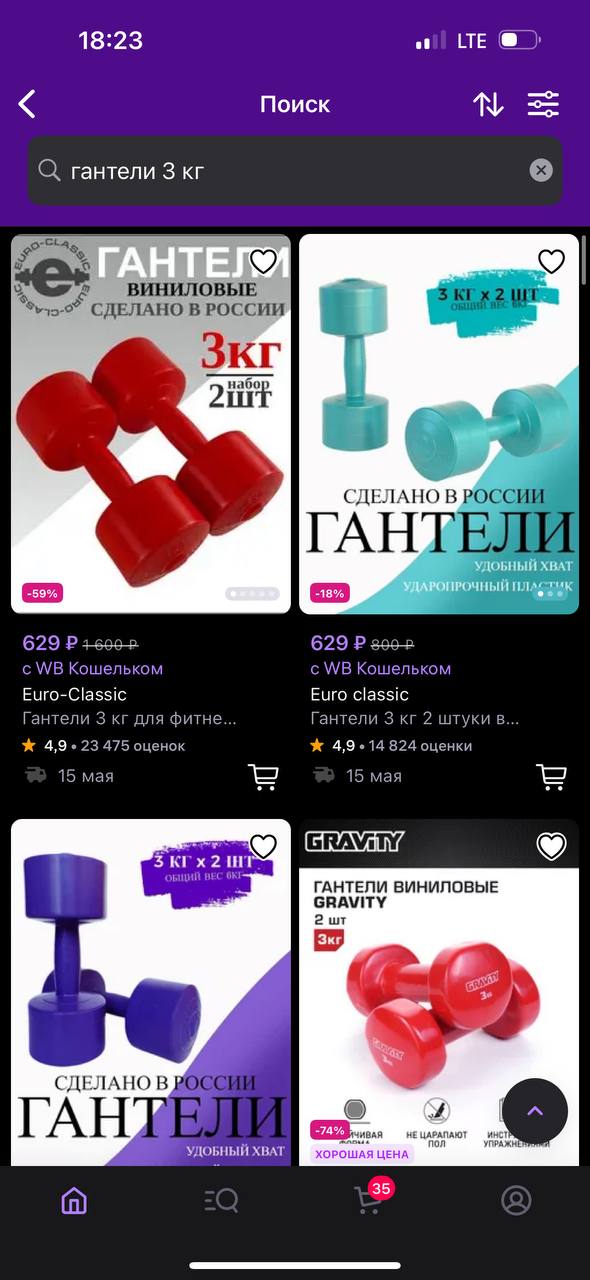 18:23
LTE
Поиск
гантели 3 кг
EURO-CLASSIC
EURO-CLASSIC
ГАНТЕЛИ
ВИНИЛОВЫЕ
СДЕЛАНО В РОССИИ
3кг
набор
2шт
-59%
3 КГ х 2 ШТ
ОБЩИЙ ВЕС 6КГ
СДЕЛАНО В РОССИИ
ГАНТЕЛИ
УДОБНЫЙ ХВАТ
УДАРОПРОЧНЫЙ ПЛАСТИК
-18%
629 ₽ 1 600 ₽
с WB Кошельком
Euro-Classic
Гантели 3 кг для фитне...
4,9 • 23 475 оценок
15 мая
629 ₽ 800 ₽
с WB Кошельком
Euro classic
Гантели 3 кг 2 штуки в...
4,9 • 14 824 оценки
15 мая
3 КГ х 2 ШТ
ОБЩИЙ ВЕС 6КГ
СДЕЛАНО В РОССИИ
ГАНТЕЛИ
УДОБНЫЙ ХВАТ
GRAVITY
ГАНТЕЛИ ВИНИЛОВЫЕ
GRAVITY
2 шт
3кг
GRAVITY
3кг
GRAVITY
3кг
-74%
НЕ ЦАРАПАЮТ
ПОЛ
ХОРОШАЯ ЦЕНА
35